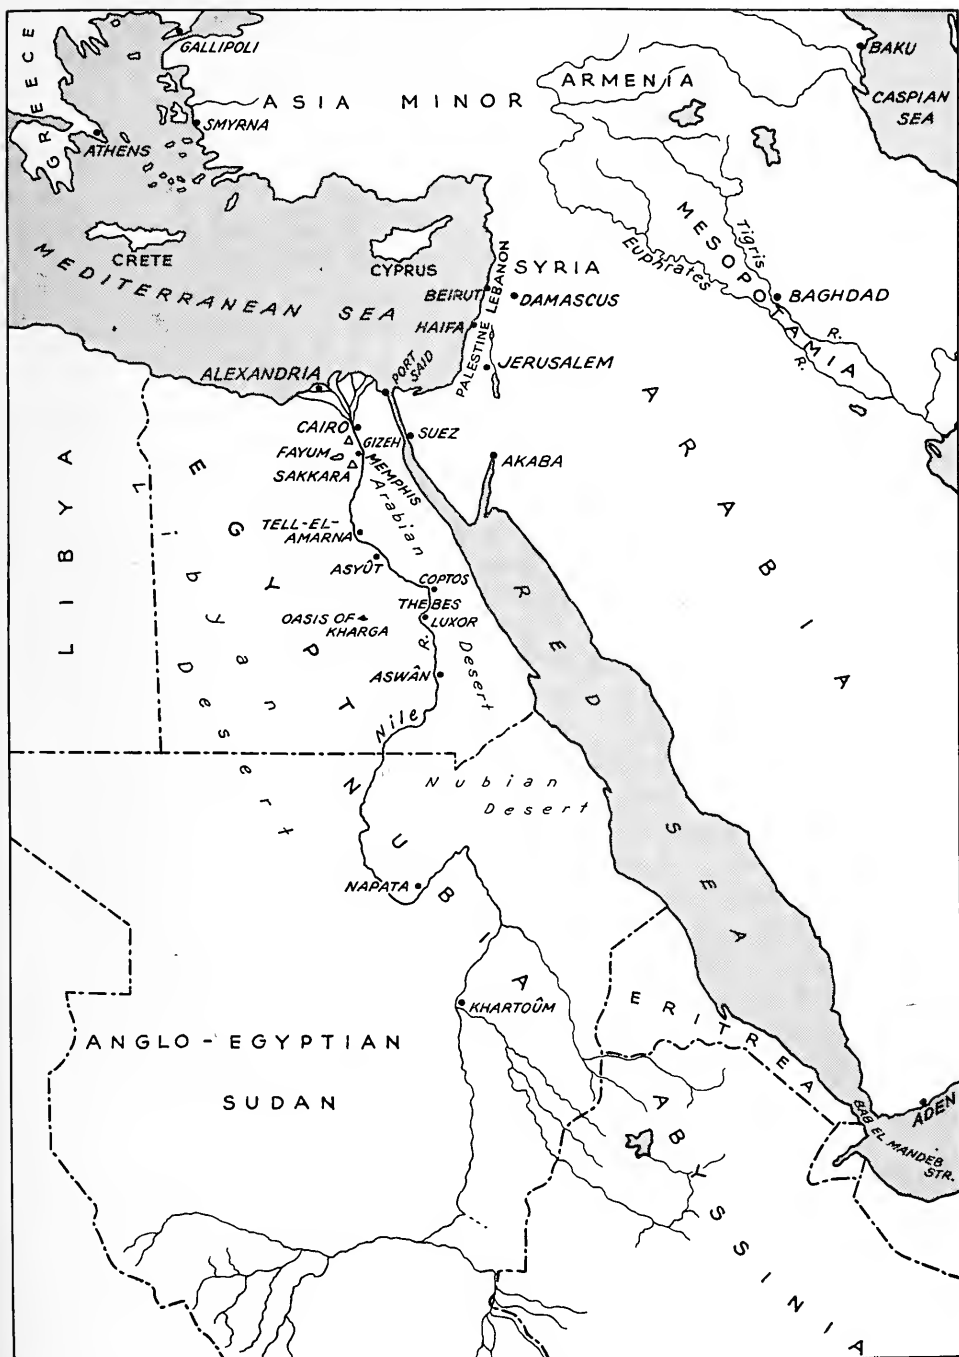 GREECE
GALLIPOLI
ASIA MINOR
ARMENIA
BAKU
CASPIAN
SEA
SMYRNA
ATHENS
MESOPOTAMIA
Tigris
R.
Euphrates
R.
CRETE
CYPRUS
SYRIA
LEBANON
MEDITERRANEAN SEA
BEIRUT
DAMASCUS
BAGHDAD
HAIFA
PALESTINE
JERUSALEM
ALEXANDRIA
PORT
SAID
ARABIA
CAIRO
GIZEH
SUEZ
FAYUM
AKABA
SAKKARA
MEMPHIS
LIBYA
EGYPT
Libyan
Desert
Arabian
Desert
TELL-EL-
AMARNA
ASYÛT
COPTOS
THEBES
OASIS OF
KHARGA
LUXOR
RED SEA
ASWÂN
Nile
R.
Nubian
Desert
NUBIA
NAPATA
KHARTOÛM
ERITREA
ANGLO-EGYPTIAN
SUDAN
ABYSSINIA
BAB EL MANDEB
STR.
ADEN